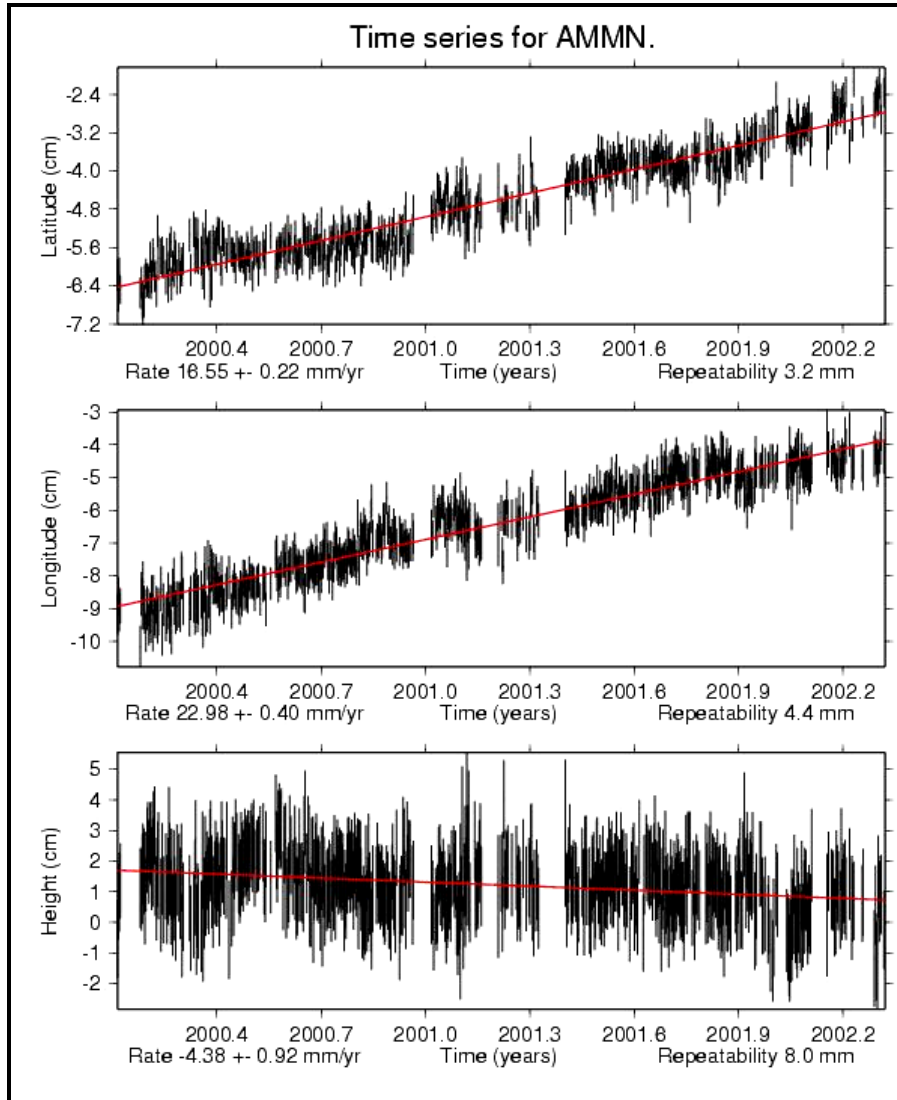 Time series for AMMN.
Latitude (cm)
-2.4
-3.2
-4.0
-4.8
-5.6
-6.4
-7.2
2000.4 2000.7 2001.0 2001.3 2001.6 2001.9 2002.2
Rate 16.55 +- 0.22 mm/yr Time (years) Repeatability 3.2 mm
Longitude (cm)
-3
-4
-5
-6
-7
-8
-9
-10
2000.4 2000.7 2001.0 2001.3 2001.6 2001.9 2002.2
Rate 22.98 +- 0.40 mm/yr Time (years) Repeatability 4.4 mm
Height (cm)
5
4
3
2
1
0
-1
-2
2000.4 2000.7 2001.0 2001.3 2001.6 2001.9 2002.2
Rate -4.38 +- 0.92 mm/yr Time (years) Repeatability 8.0 mm